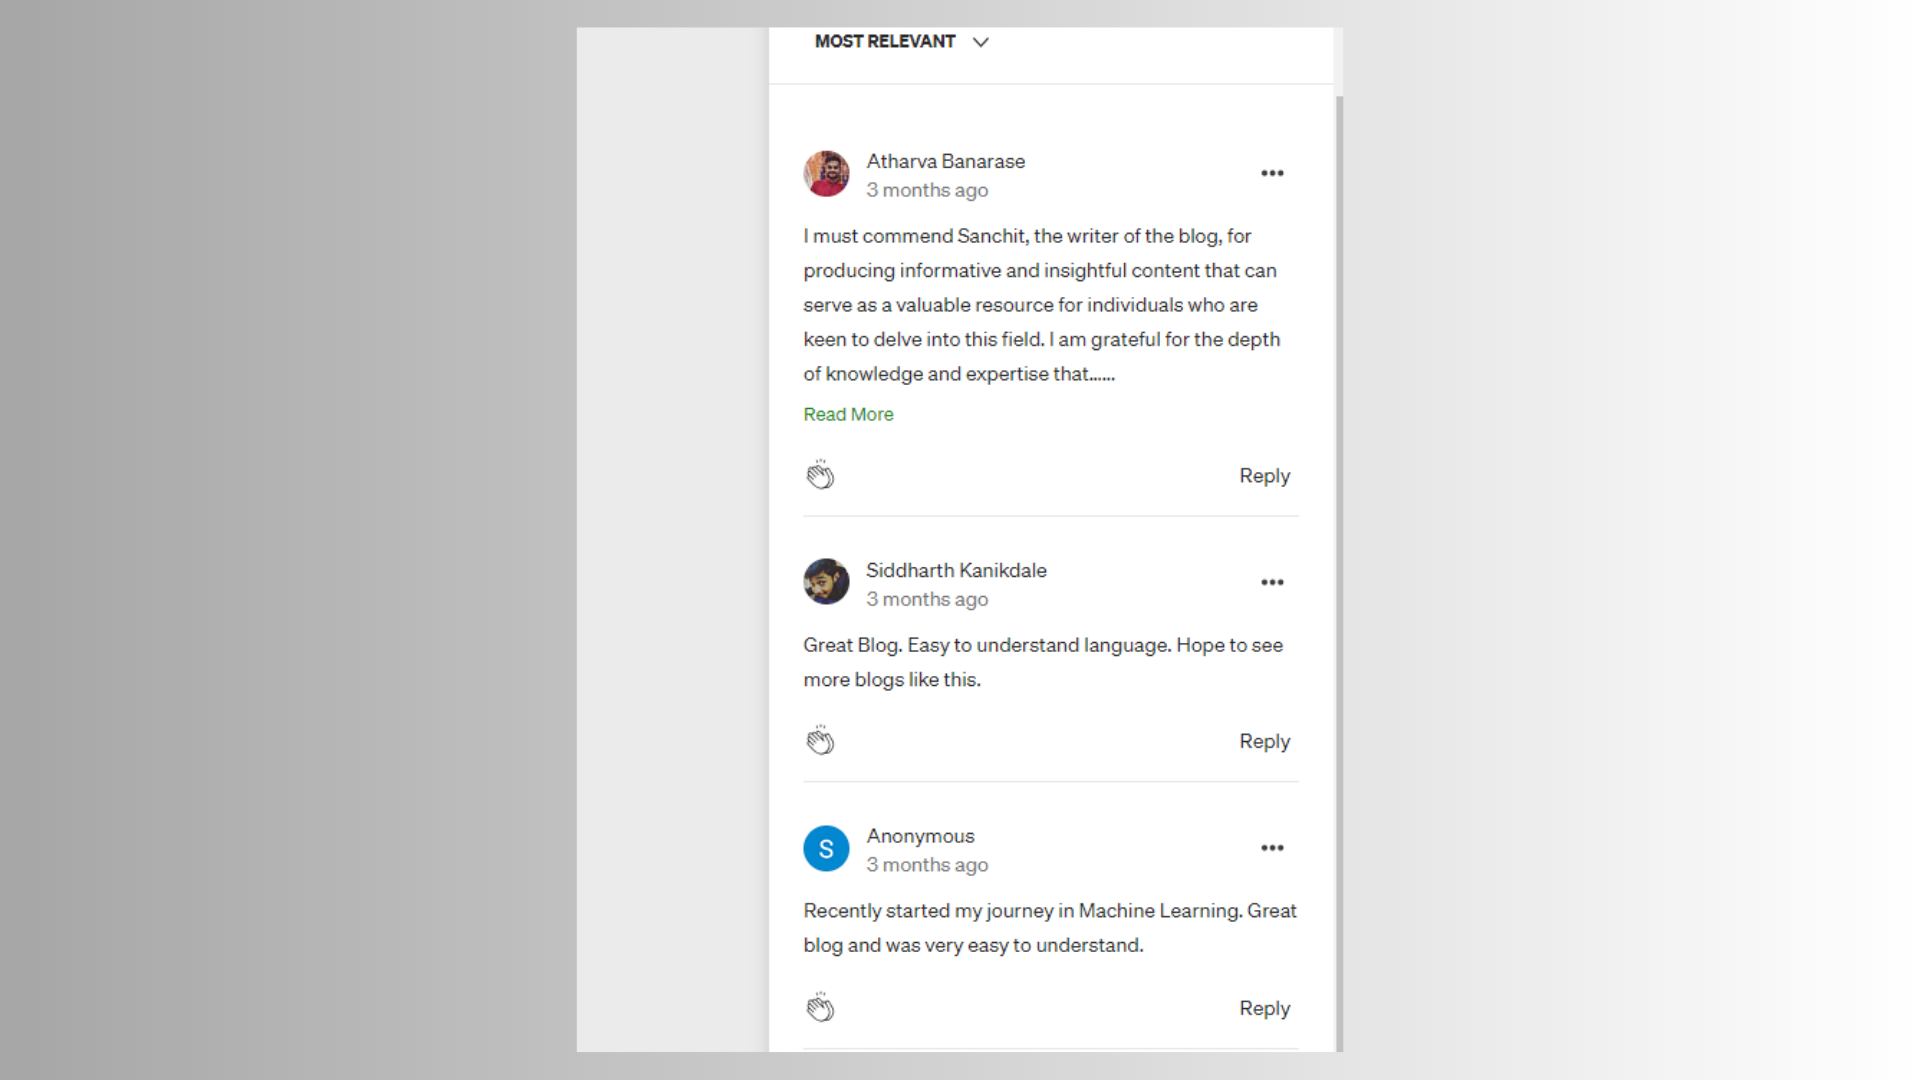 MOST RELEVANT
Atharva Banarase
3 months ago
I must commend Sanchit, the writer of the blog, for
producing informative and insightful content that can
serve as a valuable resource for individuals who are
keen to delve into this field. I am grateful for the depth
of knowledge and expertise that......
Read More
Reply
Siddharth Kanikdale
3 months ago
Great Blog. Easy to understand language. Hope to see
more blogs like this.
Reply
S
Anonymous
3 months ago
Recently started my journey in Machine Learning. Great
blog and was very easy to understand.
Reply